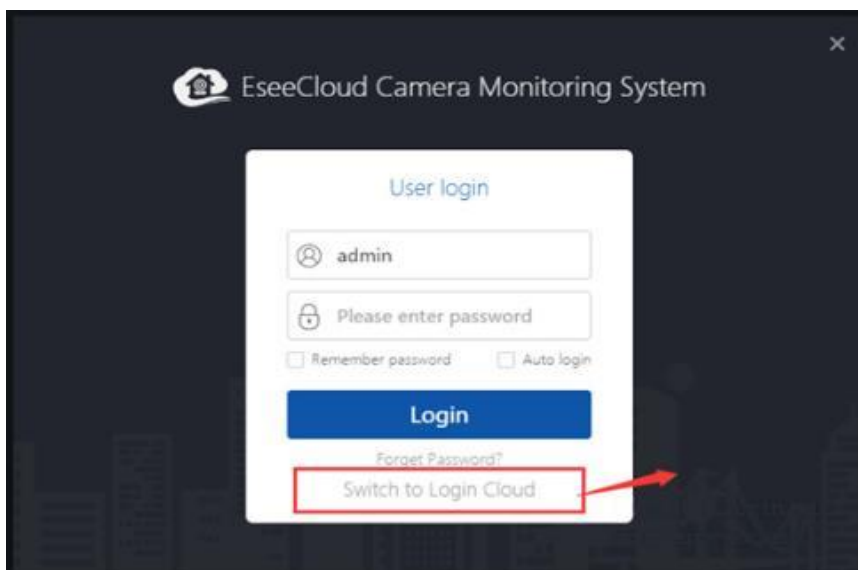 EseeCloud Camera Monitoring System
User login
admin
Please enter password
Remember password Auto login
Login
Forget Password?
Switch to Login Cloud